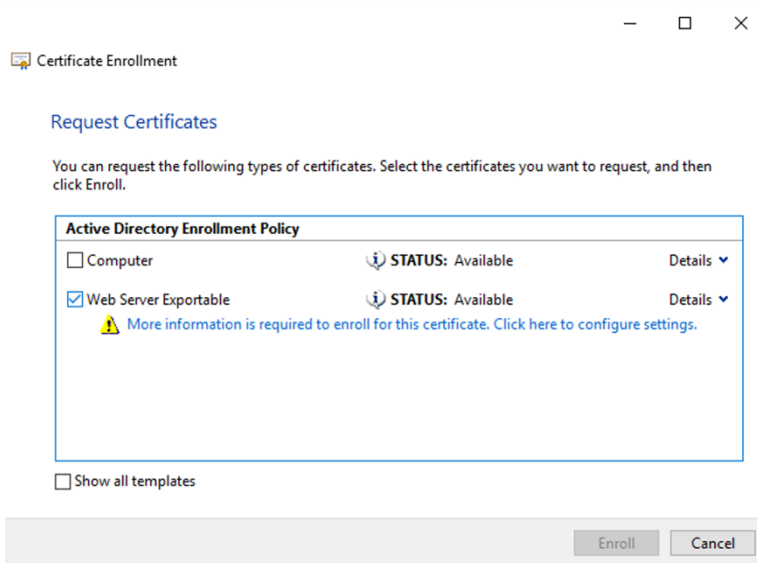 Certificate Enrollment
Request Certificates
You can request the following types of certificates. Select the certificates you want to request, and then
click Enroll.
Active Directory Enrollment Policy
Computer STATUS: Available Details
Web Server Exportable STATUS: Available Details
More information is required to enroll for this certificate. Click here to configure settings.
Show all templates
Enroll Cancel